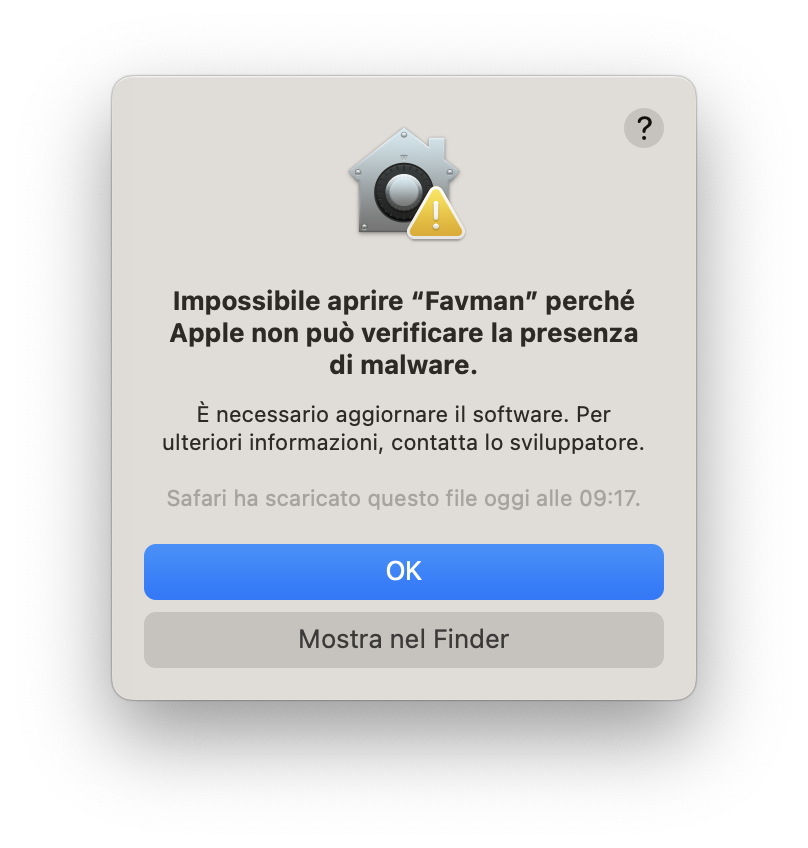 ?
Impossibile aprire “Favman” perché
Apple non può verificare la presenza
di malware.
È necessario aggiornare il software. Per
ulteriori informazioni, contatta lo sviluppatore.
Safari ha scaricato questo file oggi alle 09:17.
OK
Mostra nel Finder